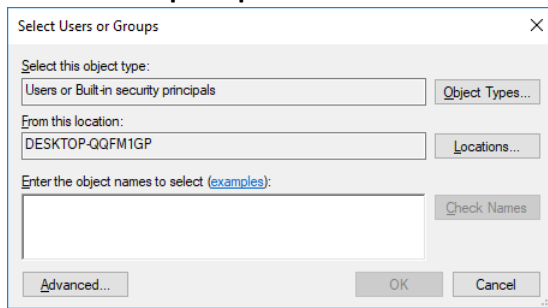 Select Users or Groups
Select this object type:
Users or Built-in security principals
Object Types...
From this location:
DESKTOP-QQFM1GP
Locations...
Enter the object names to select (examples):
Check Names
Advanced...
OK
Cancel